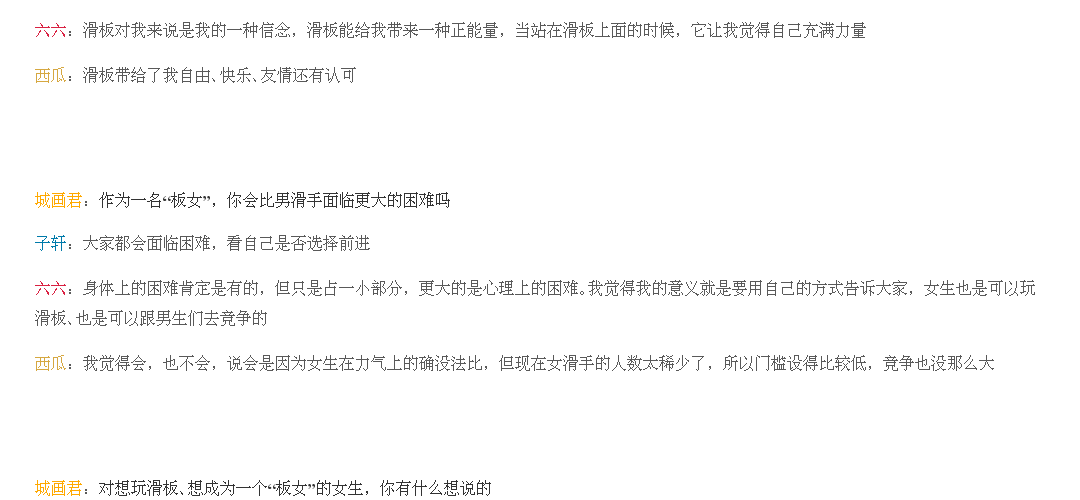 六六：滑板对我来说是我的一种信念，滑板能给我带来一种正能量，当站在滑板上面的时候，它让我觉得自己充满力量
西瓜：滑板带给了我自由、快乐、友情还有认可
城画君：作为一名“板女”，你会比男滑手面临更大的困难吗
子轩：大家都会面临困难，看自己是否选择前进
六六：身体上的困难肯定是有的，但只是占一小部分，更大的是心理上的困难。我觉得我的意义就是要用自己的方式告诉大家，女生也是可以玩
滑板、也是可以跟男生们去竞争的
西瓜：我觉得会，也不会，说会是因为女生在力气上的确没法比，但现在女滑手的人数太稀少了，所以门槛设得比较低，竞争也没那么大
城画君：对想玩滑板、想成为一个“板女”的女生，你有什么想说的